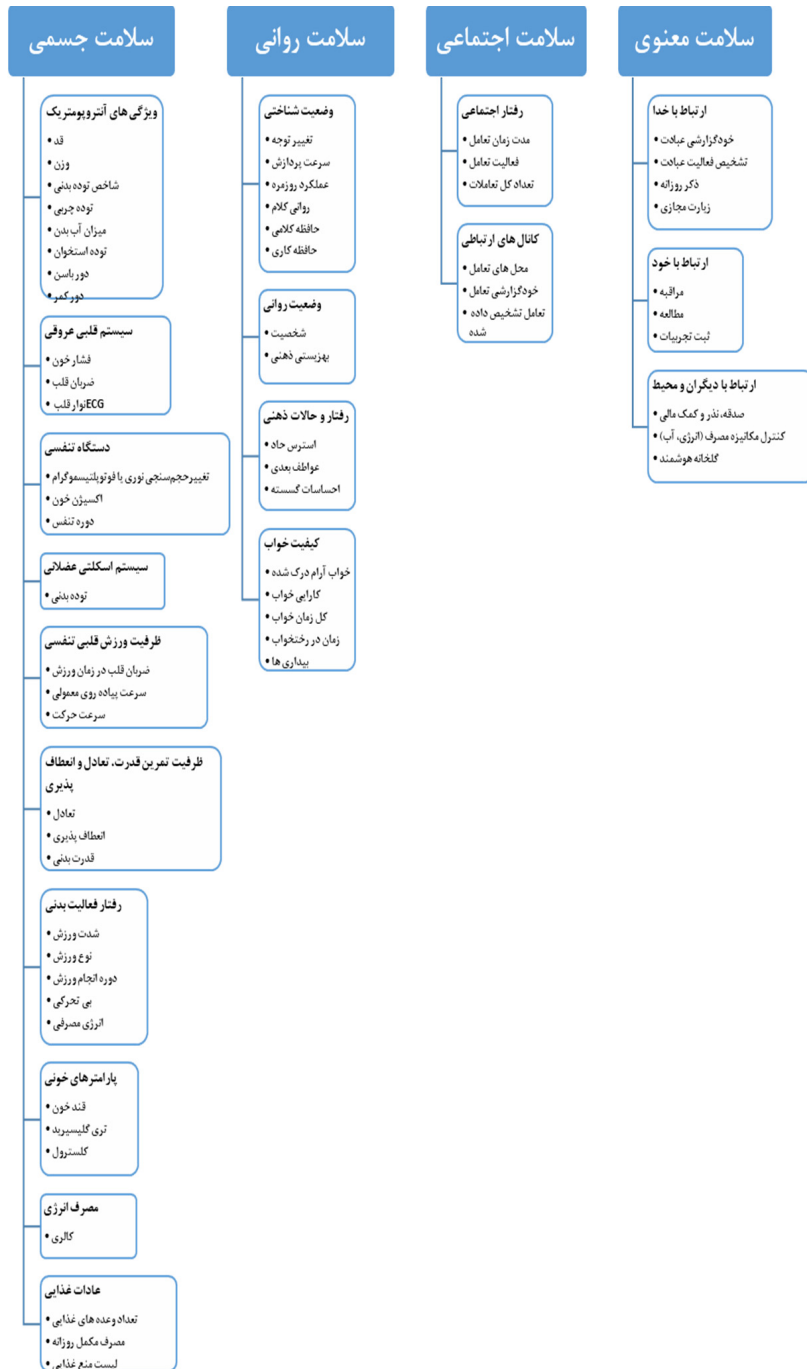 سلامت معنوی
ارتباط با خدا
• خودگزارشی عبادت
• تشخیص فعالیت عبادت
• ذکر روزانه
• زیارت مجازی
ارتباط با خود
• مراقبه
• مطالعه
• ثبت تجربیات
ارتباط با دیگران و محیط
• صدقه، نذر و کمک مالی
• کنترل مکانیزه مصرف (انرژی، آب)
• گلخانه هوشمند
سلامت اجتماعی
رفتار اجتماعی
• مدت زمان تعامل
• فعالیت تعامل
• تعداد کل تعاملات
کانال های ارتباطی
• محل های تعامل
• خودگزارشی تعامل
• تعامل تشخیص داده
شده
سلامت روانی
وضعیت شناختی
• تغییر توجه
• سرعت پردازش
• عملکرد روزمره
• روانی کلام
• حافظه کلامی
• حافظه کاری
وضعیت روانی
• شخصیت
• بهزیستی ذهنی
رفتار و حالات ذهنی
• استرس حاد
• عواطف بعدی
• احساسات گسسته
کیفیت خواب
• خواب آرام درک شده
• کارایی خواب
• کل زمان خواب
• زمان در رختخواب
• بیداری ها
سلامت جسمی
ویژگی های آنتروپومتریک
• قد
• وزن
• شاخص توده بدنی
• توده چربی
• میزان آب بدن
• توده استخوان
• دور باسن
• دور کمر
سیستم قلبی عروقی
• فشار خون
• ضربان قلب
• ECGنوار قلب
دستگاه تنفسی
• تغییر حجم‌سنجی نوری یا فوتوپلتیسموگرام
• اکسیژن خون
• دوره تنفس
سیستم اسکلتی عضلانی
• توده بدنی
ظرفیت ورزش قلبی تنفسی
• ضربان قلب در زمان ورزش
• سرعت پیاده روی معمولی
• سرعت حرکت
ظرفیت تمرین قدرت، تعادل و انعطاف
پذیری
• تعادل
• انعطاف پذیری
• قدرت بدنی
رفتار فعالیت بدنی
• شدت ورزش
• نوع ورزش
• دوره انجام ورزش
• بی تحرکی
• انرژی مصرفی
پارامترهای خونی
• قند خون
• تری گلیسیرید
• کلسترول
مصرف انرژی
• کالری
عادات غذایی
• تعداد وعده های غذایی
• مصرف مکمل روزانه
• لیست منع غذایی